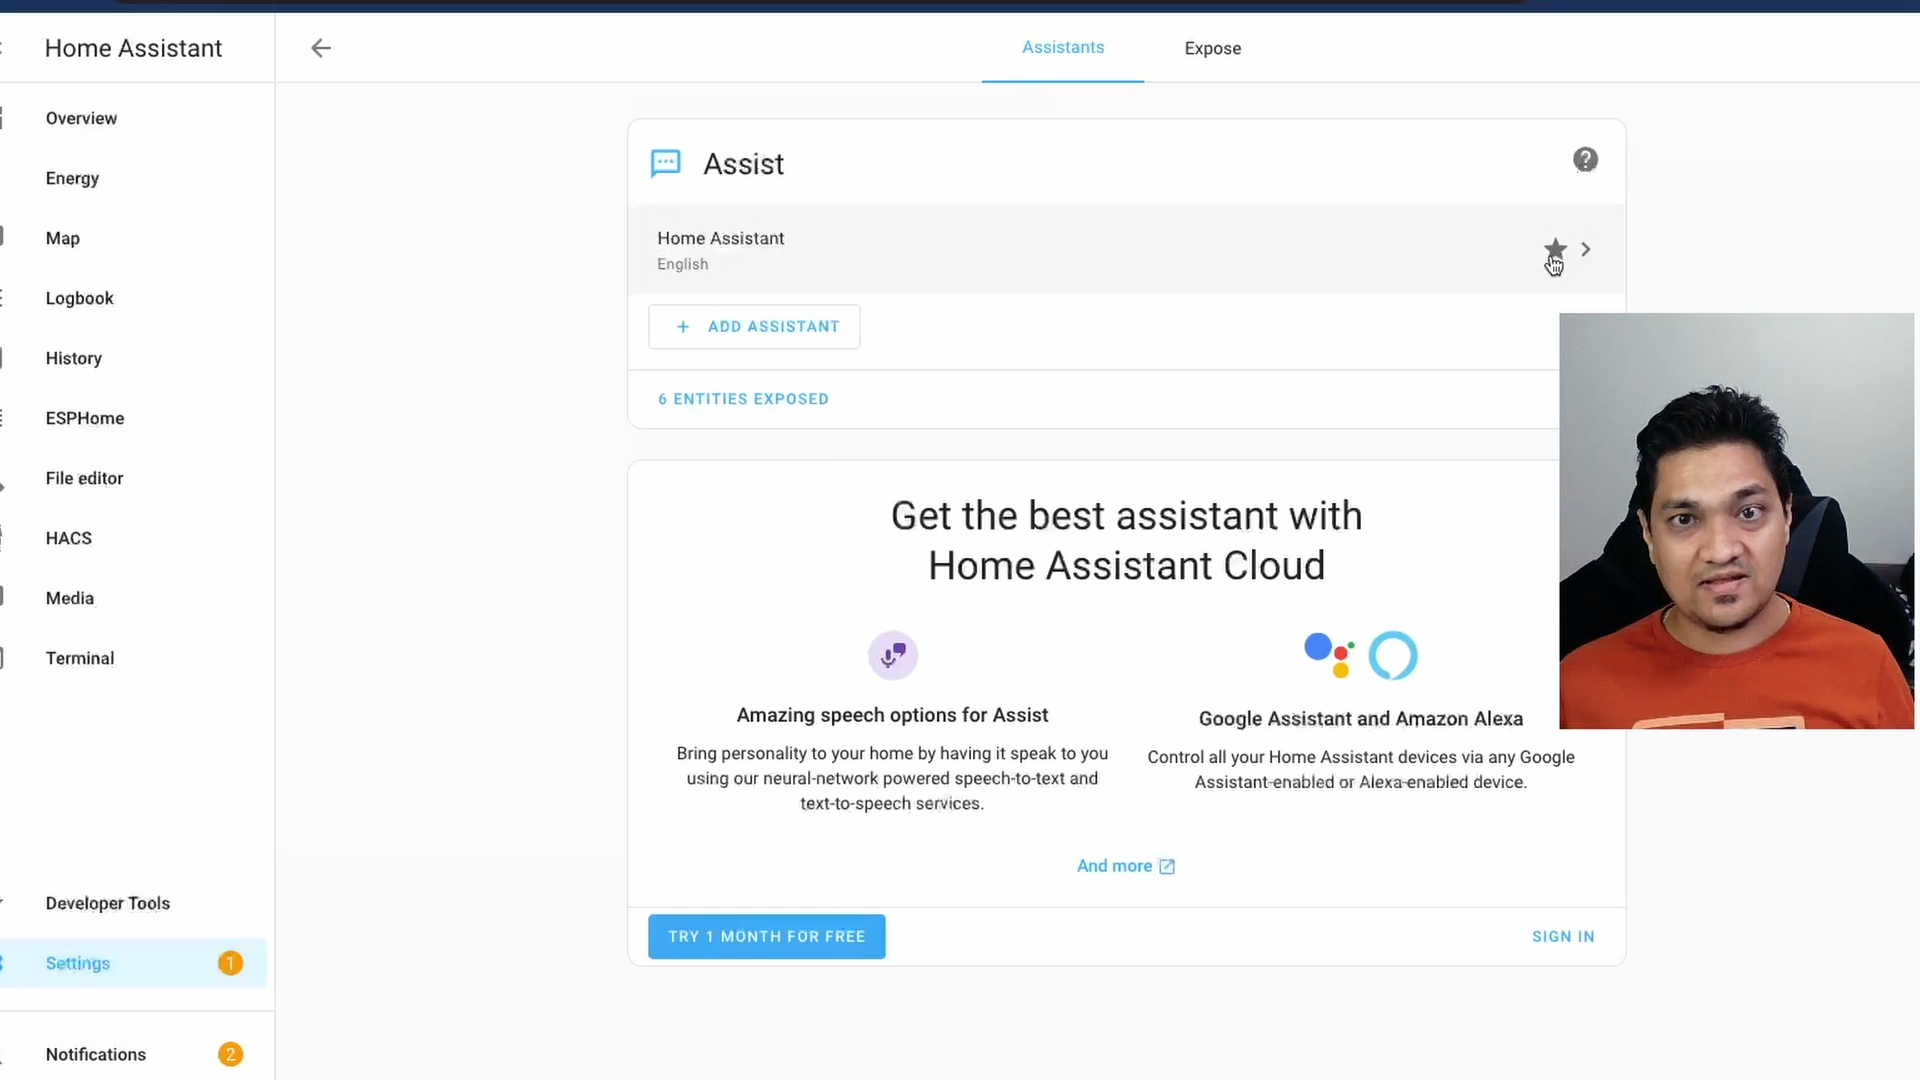 Home Assistant
Assistants
Expose
Overview
Energy
Map
Logbook
History
ESPHome
File editor
HACS
Media
Terminal
Developer Tools
Settings
1
Notifications
2
Assist
?
Home Assistant
English
+ ADD ASSISTANT
6 ENTITIES EXPOSED
Get the best assistant with
Home Assistant Cloud
Amazing speech options for Assist
Bring personality to your home by having it speak to you
using our neural-network powered speech-to-text and
text-to-speech services.
Google Assistant and Amazon Alexa
Control all your Home Assistant devices via any Google
Assistant-enabled or Alexa-enabled device.
And more
TRY 1 MONTH FOR FREE
SIGN IN